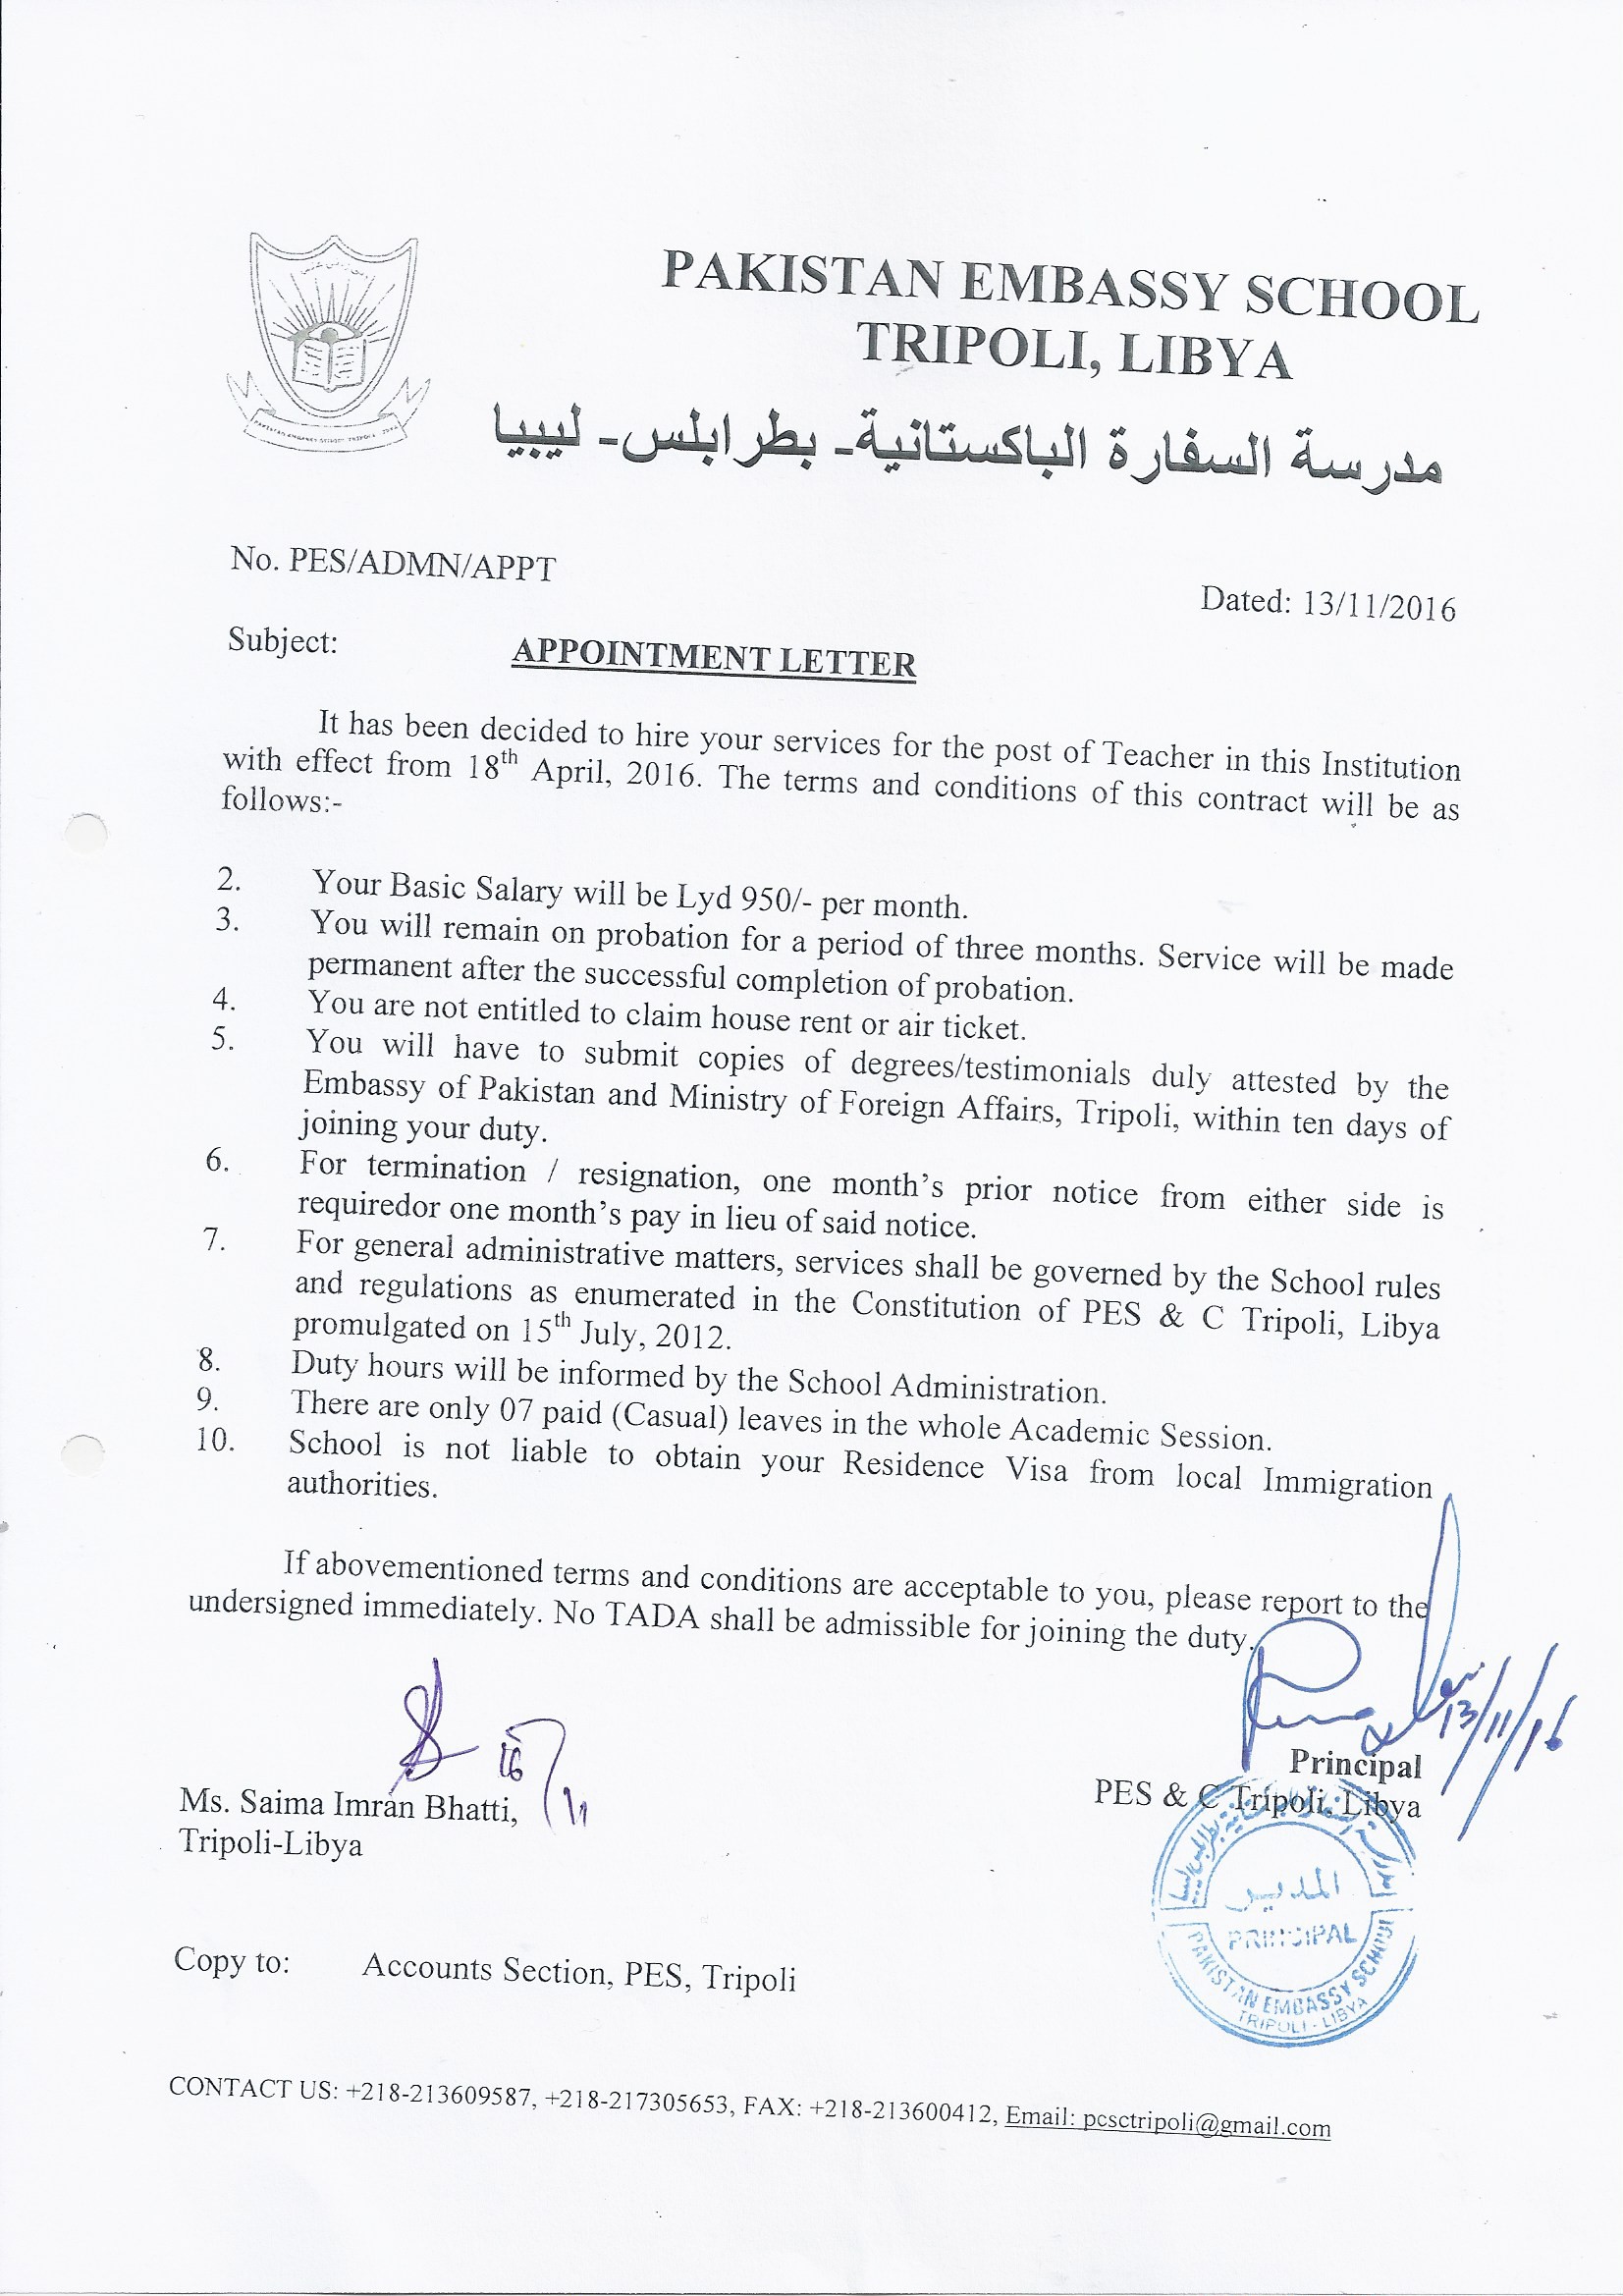 PAKISTAN EMBASSY SCHOOL
TRIPOLI, LIBYA
مدرسة السفارة الباكستانية- بطرابلس- ليبيا
No. PES/ADMN/APPT
Dated: 13/11/2016
Subject: APPOINTMENT LETTER
It has been decided to hire your services for the post of Teacher in this Institution
with effect from 18th April, 2016. The terms and conditions of this contract will be as
follows:-
2. Your Basic Salary will be Lyd 950/- per month.
3. You will remain on probation for a period of three months. Service will be made
permanent after the successful completion of probation.
4. You are not entitled to claim house rent or air ticket.
5. You will have to submit copies of degrees/testimonials duly attested by the
Embassy of Pakistan and Ministry of Foreign Affairs, Tripoli, within ten days of
joining your duty.
6. For termination / resignation, one month's prior notice from either side is
requiredor one month's pay in lieu of said notice.
7. For general administrative matters, services shall be governed by the School rules
and regulations as enumerated in the Constitution of PES & C Tripoli, Libya
promulgated on 15th July, 2012.
8. Duty hours will be informed by the School Administration.
9. There are only 07 paid (Casual) leaves in the whole Academic Session.
10. School is not liable to obtain your Residence Visa from local Immigration
authorities.
If abovementioned terms and conditions are acceptable to you, please report to the
undersigned immediately. No TADA shall be admissible for joining the duty.
13/11/16
16/11
Principal
PES & C Tripoli, Libya
Ms. Saima Imran Bhatti,
Tripoli-Libya
المدير
PRINCIPAL
PAKISTAN EMBASSY SCHOOL
TRIPOLI - LIBYA
Copy to: Accounts Section, PES, Tripoli
CONTACT US: +218-213609587, +218-217305653, FAX: +218-213600412, Email: pcsctripoli@gmail.com